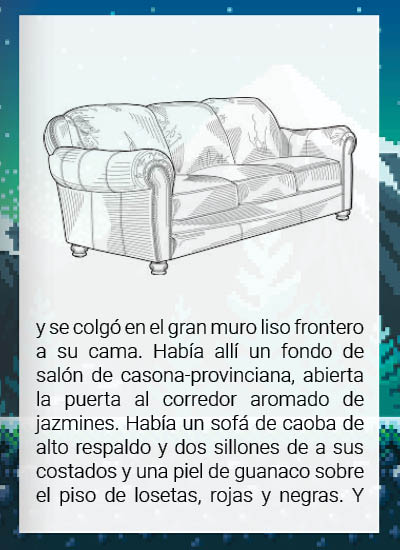 y se colgó en el gran muro liso frontero
a su cama. Había allí un fondo de
salón de casona-provinciana, abierta
la puerta al corredor aromado de
jazmines. Había un sofá de caoba de
alto respaldo y dos sillones de a sus
costados y una piel de guanaco sobre
el piso de losetas, rojas y negras. Y